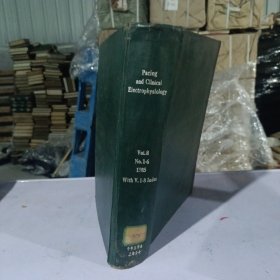 Pacing
and Clinical
Electrophysiology
Vol.8
No.1-6
1985
With V.1-8 Index